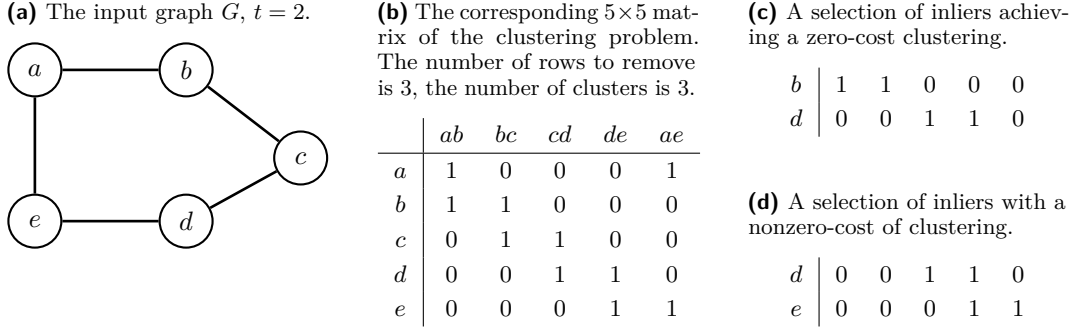 (a) The input graph G, t = 2.
a
b
c
d
e
(b) The corresponding 5×5 mat-
rix of the clustering problem.
The number of rows to remove
is 3, the number of clusters is 3.
ab bc cd de ae
a 1 0 0 0 1
b 1 1 0 0 0
c 0 1 1 0 0
d 0 0 1 1 0
e 0 0 0 1 1
(c) A selection of inliers achiev-
ing a zero-cost clustering.
b 1 1 0 0 0
d 0 0 1 1 0
(d) A selection of inliers with a
nonzero-cost of clustering.
d 0 0 1 1 0
e 0 0 0 1 1